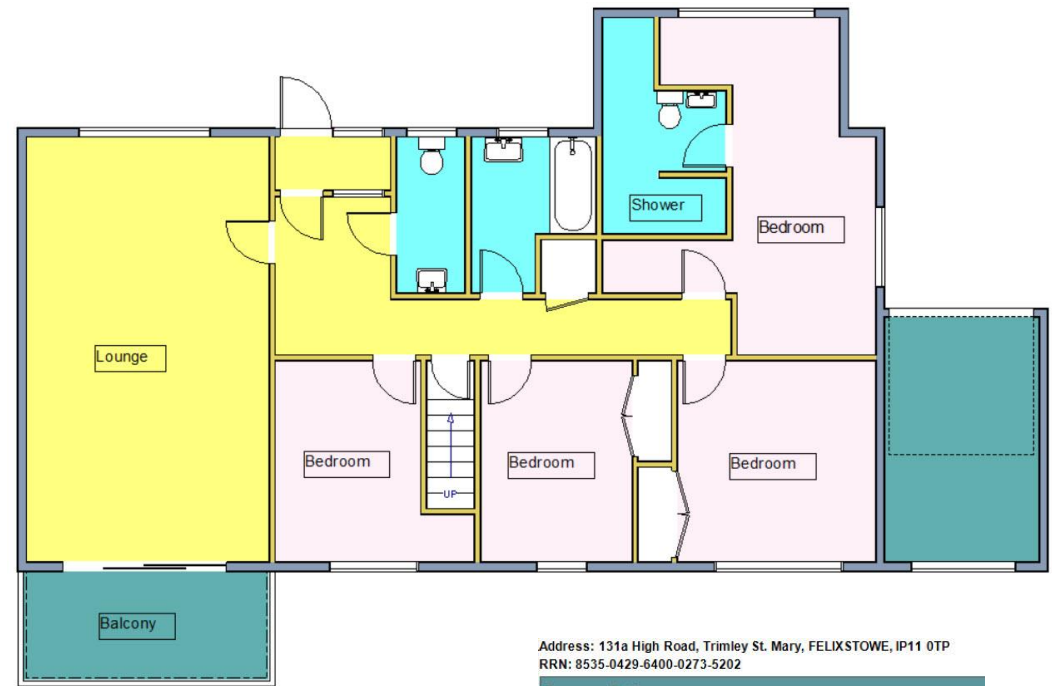 Shower
Bedroom
Lounge
Bedroom
Bedroom
Bedroom
UP
Balcony
Address: 131a High Road, Trimley St. Mary, FELIXSTOWE, IP11 0TP
RRN: 8535-0429-6400-0273-5202